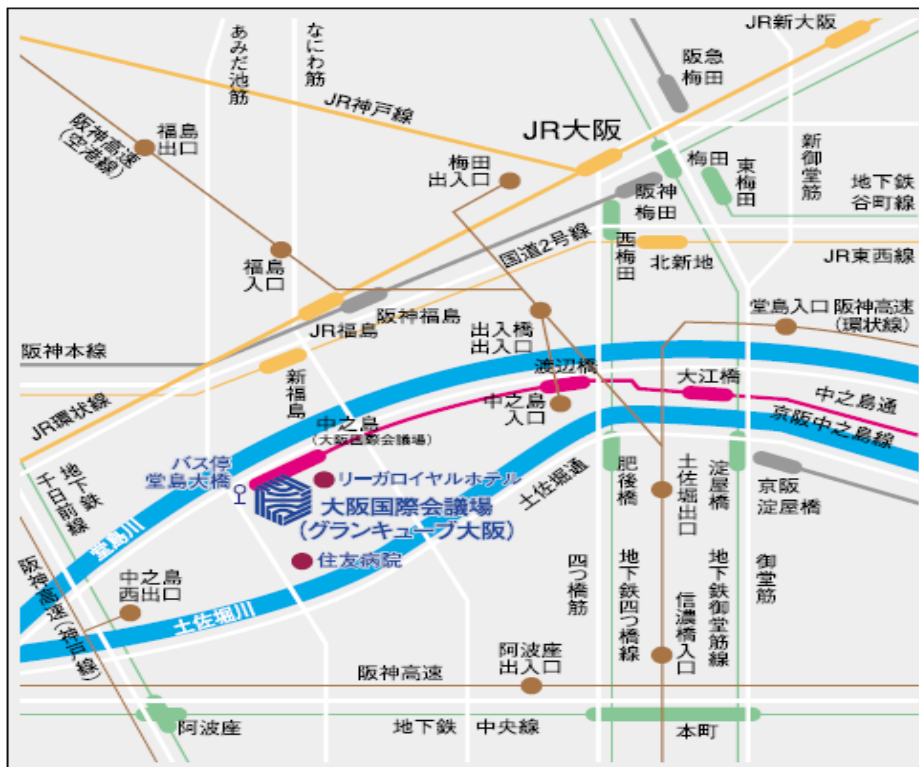 JR新大阪
阪急
梅田
あみだ池筋
なにわ筋
JR神戸線
JR大阪
阪神高速
(空港線)
福島
出口
梅田
出入口
梅田
東梅田
新御堂筋
阪神
梅田
地下鉄
谷町線
国道2号線
西梅田
北新地
JR東西線
福島
入口
JR福島
阪神福島
出入橋
出入口
堂島入口
阪神高速
(環状線)
阪神本線
新福島
渡辺橋
大江橋
中之島通
JR環状線
中之島
(大阪国際会議場)
中之島
入口
京阪中之島線
地下鉄
千日前線
バス停
堂島大橋
リーガロイヤルホテル
大阪国際会議場
(グランキューブ大阪)
土佐堀通
肥後橋
土佐堀出口
淀屋橋
京阪
淀屋橋
堂島川
住友病院
阪神高速(神戸線)
中之島
西出口
土佐堀川
四つ橋筋
地下鉄四つ橋線
信濃橋入口
地下鉄御堂筋線
御堂筋
阪神高速
阿波座
出入口
阿波座
地下鉄 中央線
本町